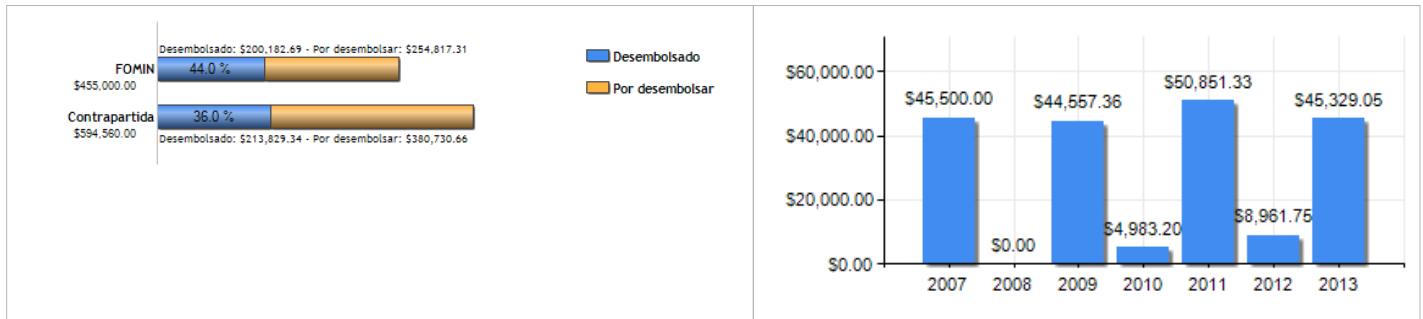 Desembolsado: $200,182.69 - Por desembolsar: $254,817.31
FOMIN
44.0 %
$455,000.00
Contrapartida
36.0 %
$594,560.00
Desembolsado: $213,829.34 - Por desembolsar: $380,730.66
Desembolsado
Por desembolsar
$60,000.00
$40,000.00
$20,000.00
$0.00
$45,500.00
$0.00
$44,557.36
$4,983.20
$50,851.33
$8,961.75
$45,329.05
2007 2008 2009 2010 2011 2012 2013